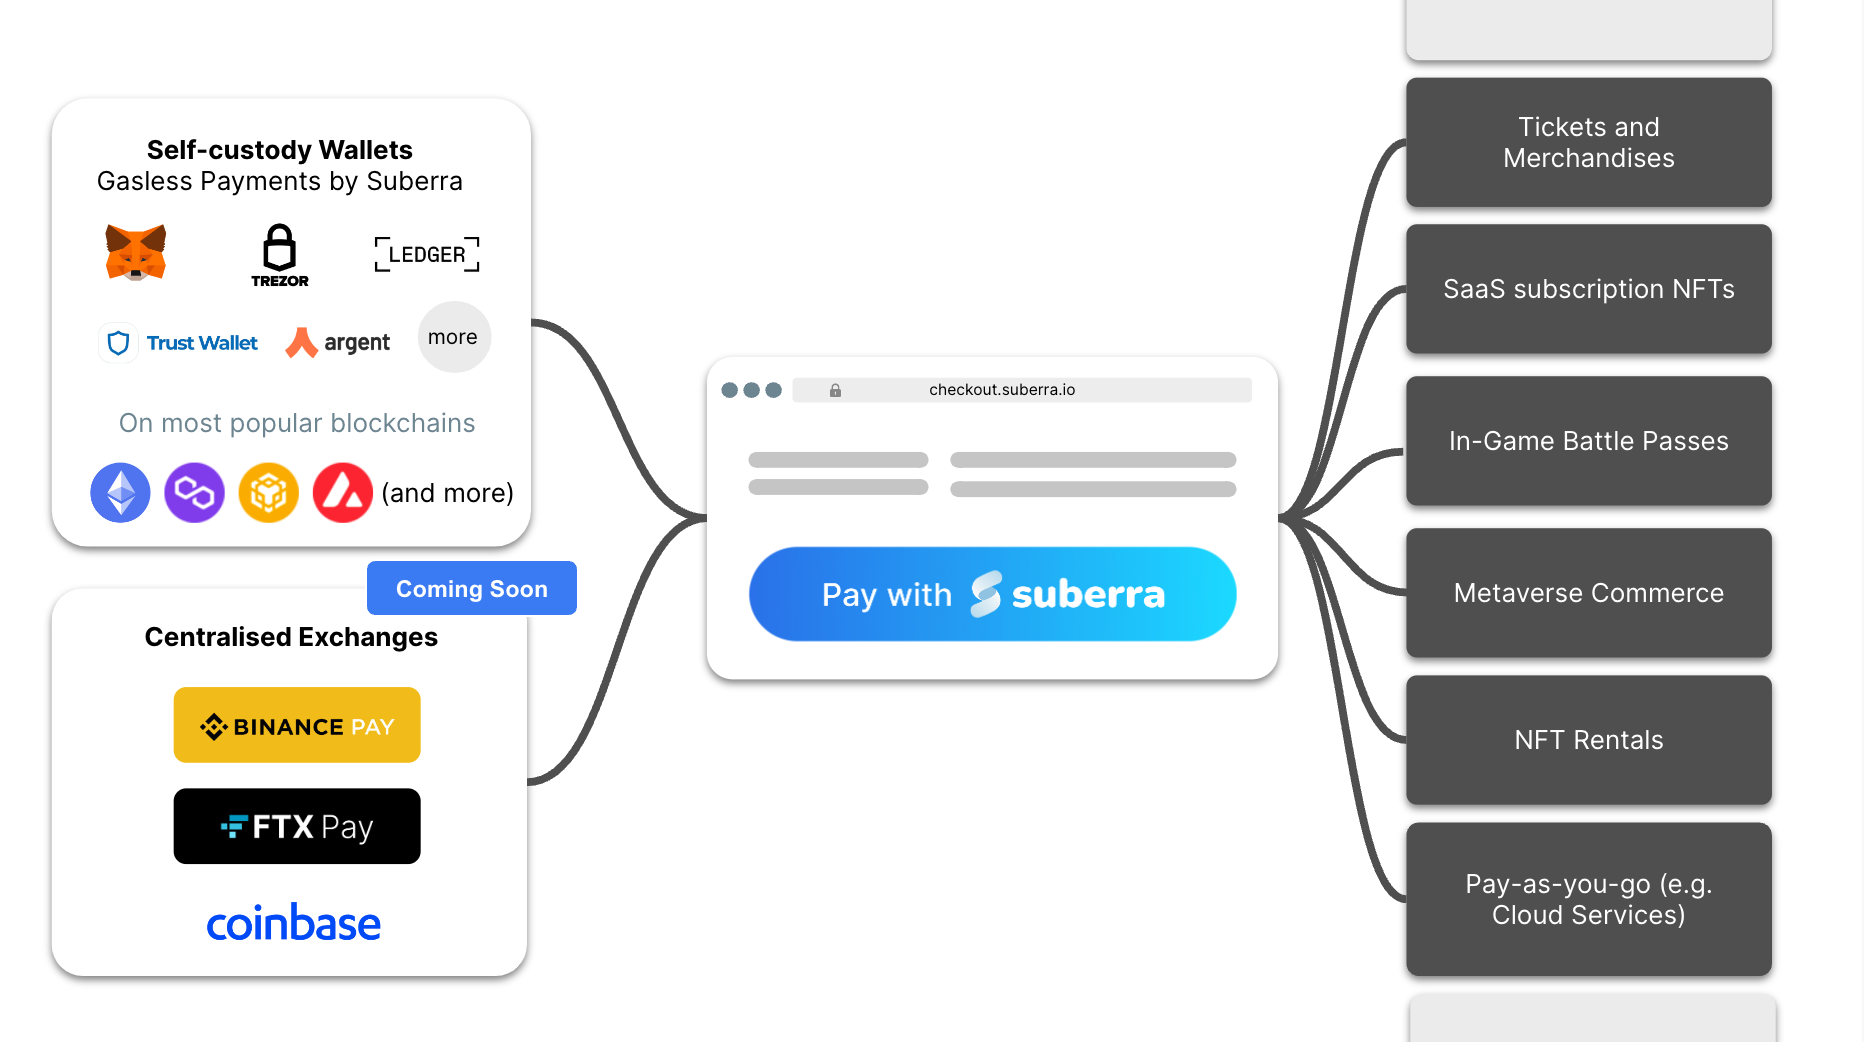 Self-custody Wallets
Gasless Payments by Suberra
TREZOR
LEDGER
Trust Wallet
argent
more
On most popular blockchains
(and more)
Coming Soon
Centralised Exchanges
BINANCE PAY
FTX Pay
coinbase
checkout.suberra.io
Pay with suberra
Tickets and
Merchandises
SaaS subscription NFTs
In-Game Battle Passes
Metaverse Commerce
NFT Rentals
Pay-as-you-go (e.g.
Cloud Services)